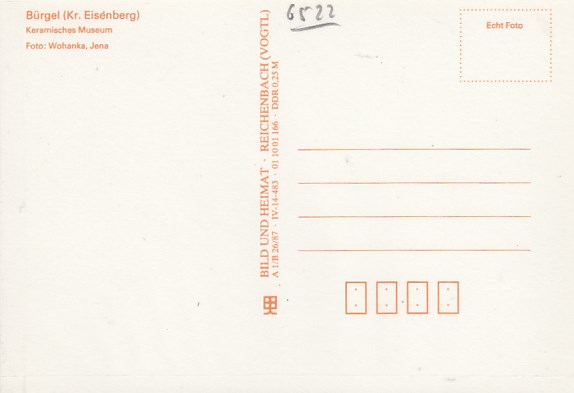 Bürgel (Kr. Eisénberg)
Keramisches Museum
Foto: Wohanka, Jena
6522
Echt Foto
BILD UND HEIMAT · REICHENBACH (VOGTL)
A 1/B 26/87 · IV-14-483 · 01 10 01 166 · DDR 0,25 M